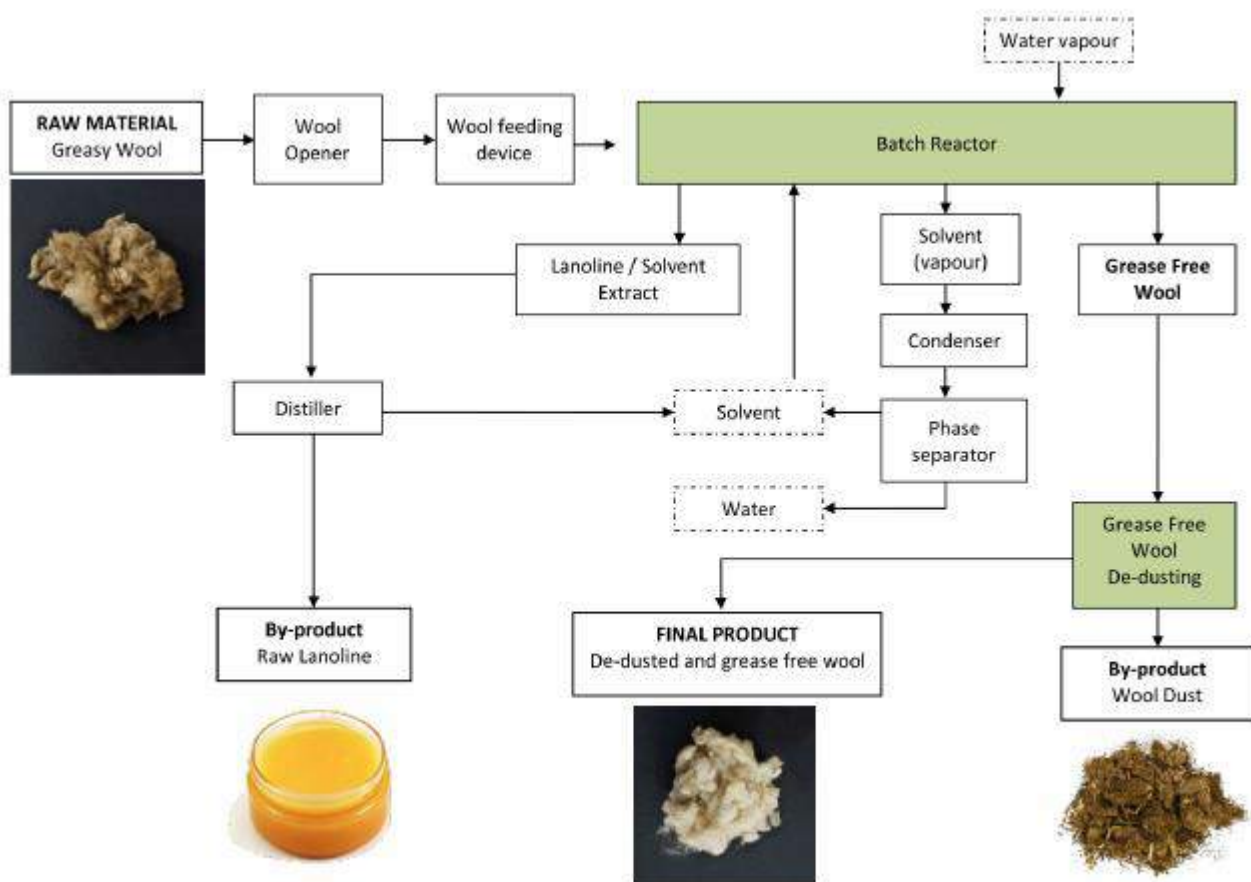 Water vapour
RAW MATERIAL
Greasy Wool
Wool
Opener
Wool feeding
device
Batch Reactor
Lanoline / Solvent
Extract
Solvent
(vapour)
Grease Free
Wool
Condenser
Distiller
Solvent
Phase
separator
Water
Grease Free
Wool
De-dusting
By-product
Raw Lanoline
FINAL PRODUCT
De-dusted and grease free wool
By-product
Wool Dust